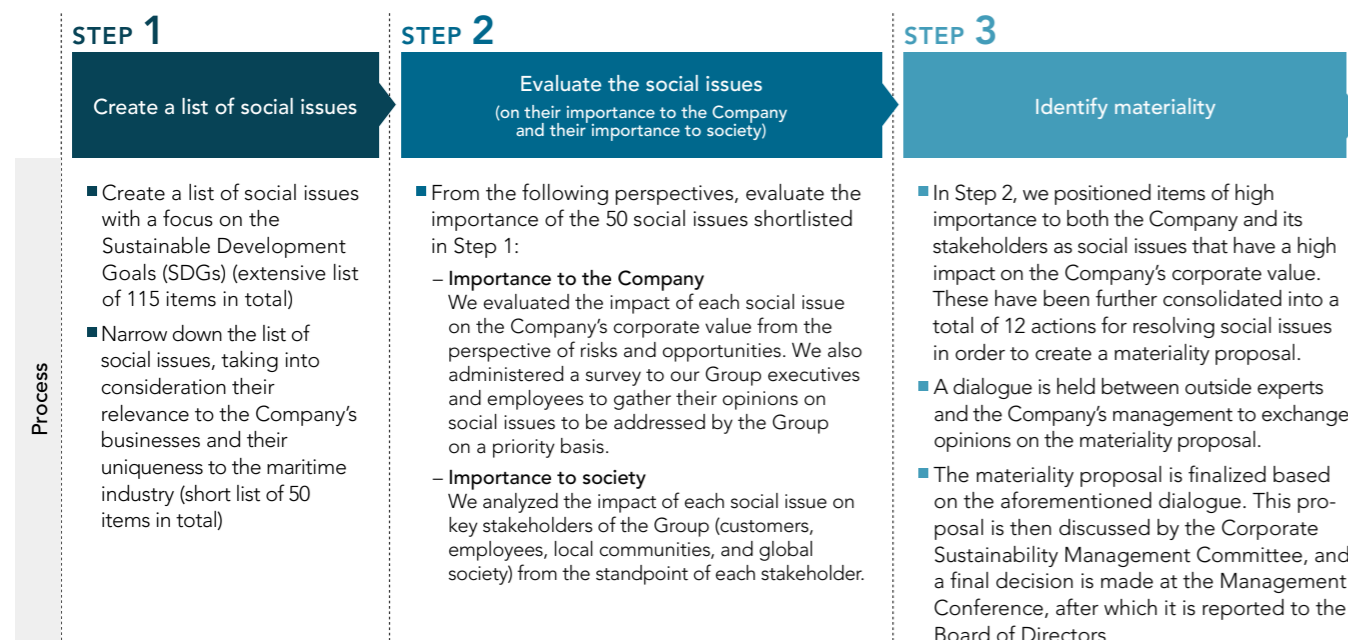 STEP 1
Create a list of social issues
STEP 2
Evaluate the social issues
(on their importance to the Company
and their importance to society)
STEP 3
Identify materiality
Process
■ Create a list of social issues
with a focus on the
Sustainable Development
Goals (SDGs) (extensive list
of 115 items in total)
■ Narrow down the list of
social issues, taking into
consideration their
relevance to the Company's
businesses and their
uniqueness to the maritime
industry (short list of 50
items in total)
■ From the following perspectives, evaluate the
importance of the 50 social issues shortlisted
in Step 1:
– Importance to the Company
We evaluated the impact of each social issue
on the Company's corporate value from the
perspective of risks and opportunities. We also
administered a survey to our Group executives
and employees to gather their opinions on
social issues to be addressed by the Group
on a priority basis.
– Importance to society
We analyzed the impact of each social issue on
key stakeholders of the Group (customers,
employees, local communities, and global
society) from the standpoint of each stakeholder.
■ In Step 2, we positioned items of high
importance to both the Company and its
stakeholders as social issues that have a high
impact on the Company's corporate value.
These have been further consolidated into a
total of 12 actions for resolving social issues
in order to create a materiality proposal.
■ A dialogue is held between outside experts
and the Company's management to exchange
opinions on the materiality proposal.
■ The materiality proposal is finalized based
on the aforementioned dialogue. This pro-
posal is then discussed by the Corporate
Sustainability Management Committee, and
a final decision is made at the Management
Conference, after which it is reported to the
Board of Directors.